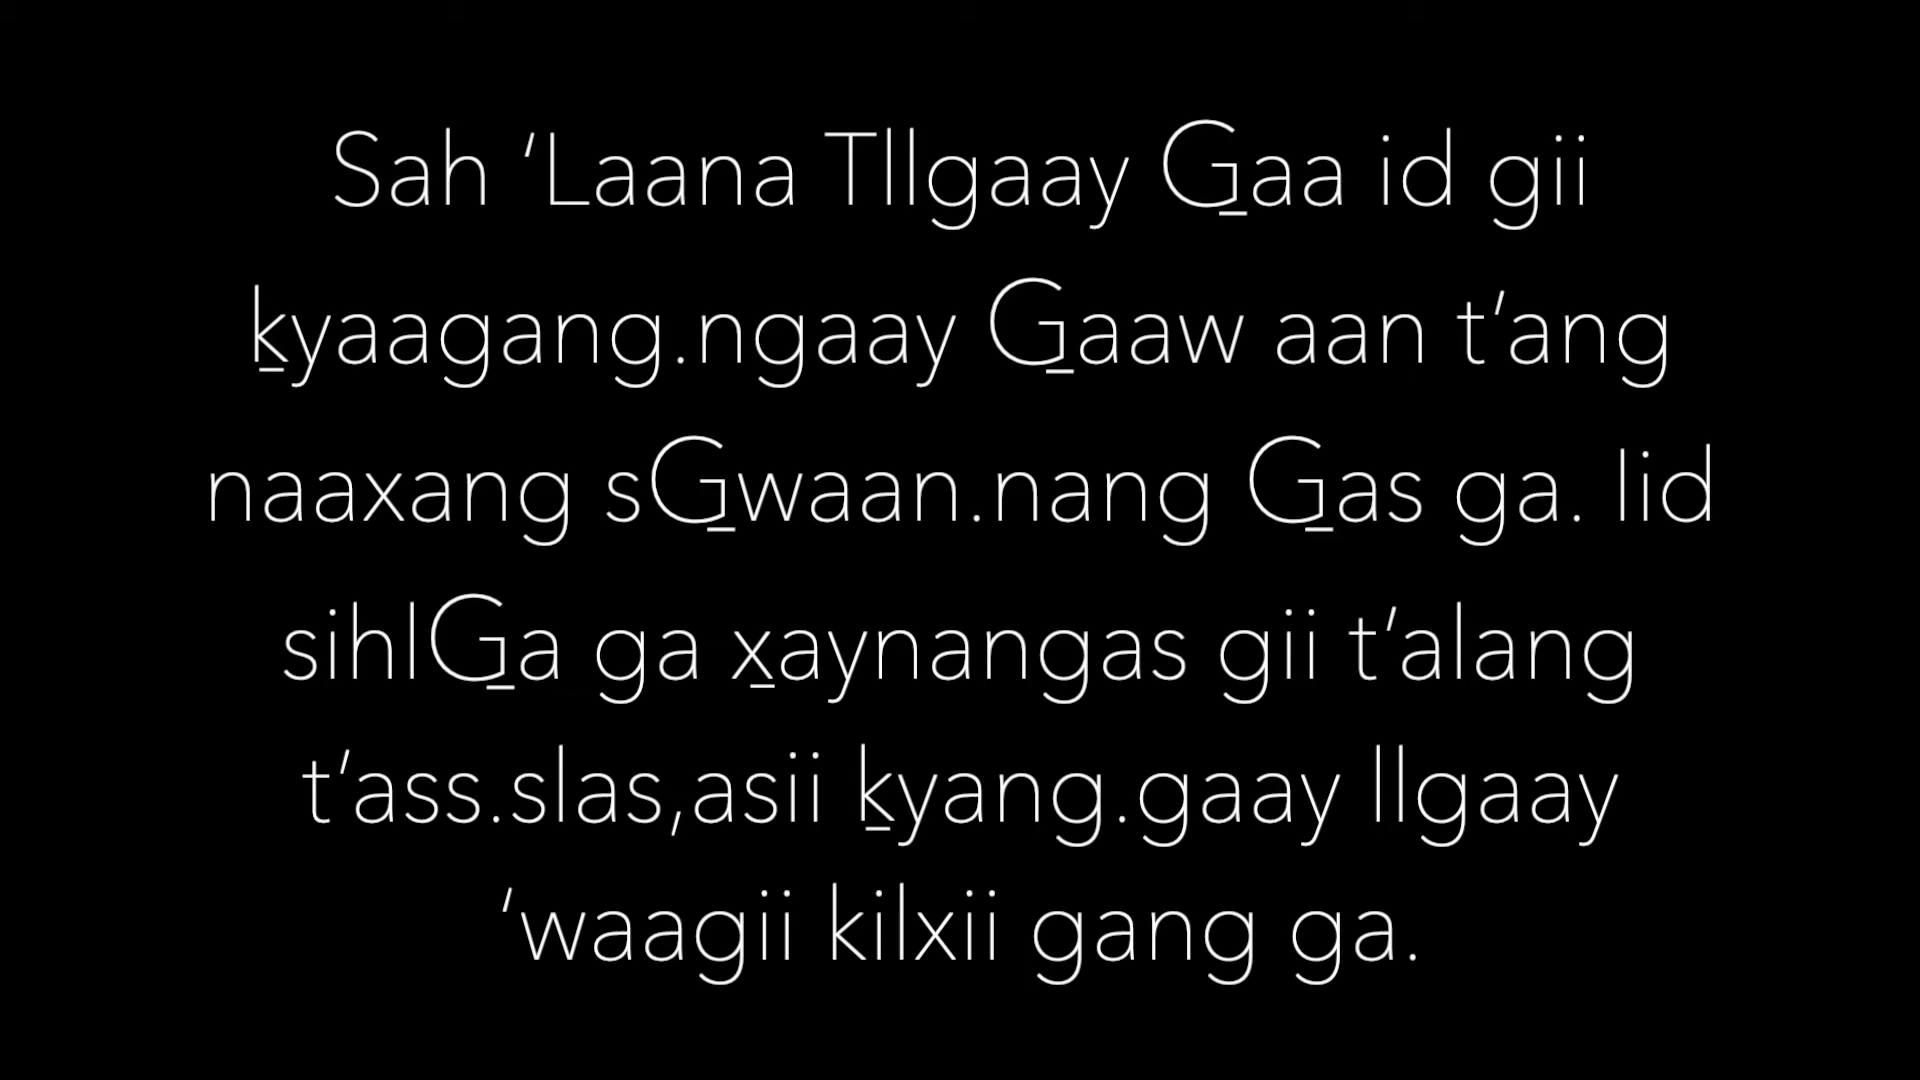 Sah ‘Laana Tllgaay G̱aa id gii
ḵyaagang.ngaay G̱aaw aan t’ang
naaxang sG̱waan.nang G̱as ga. Iid
sihlG̱a ga x̱aynangas gii t’alang
t’ass.slas,asii ḵyang.gaay llgaay
‘waagii kilxii gang ga.